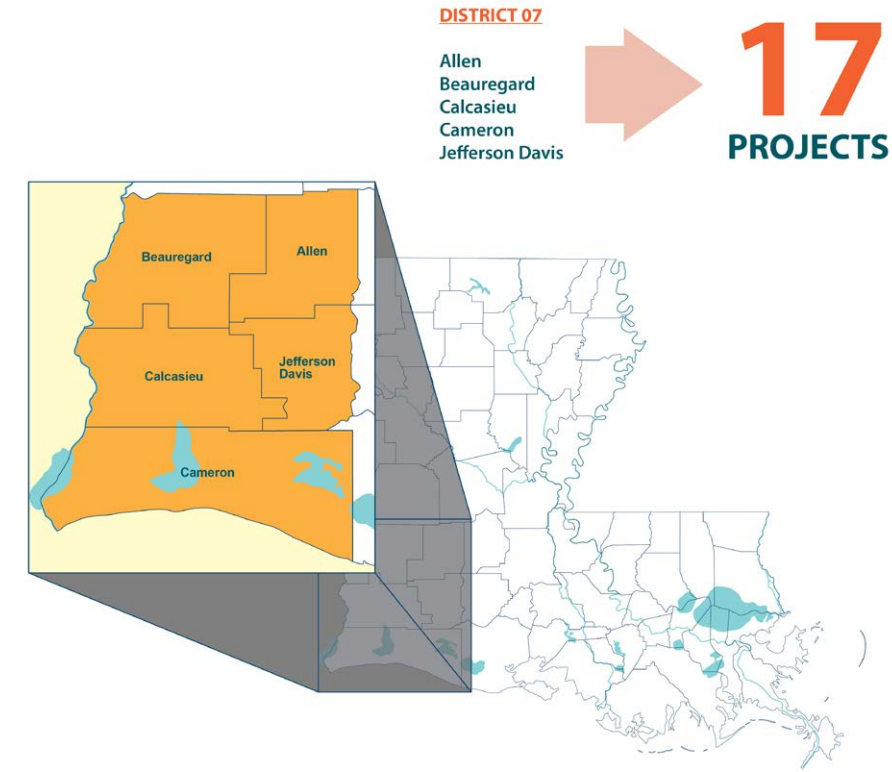 DISTRICT 07
Allen
Beauregard
Calcasieu
Cameron
Jefferson Davis
17
PROJECTS
Beauregard
Allen
Calcasieu
Jefferson
Davis
Cameron